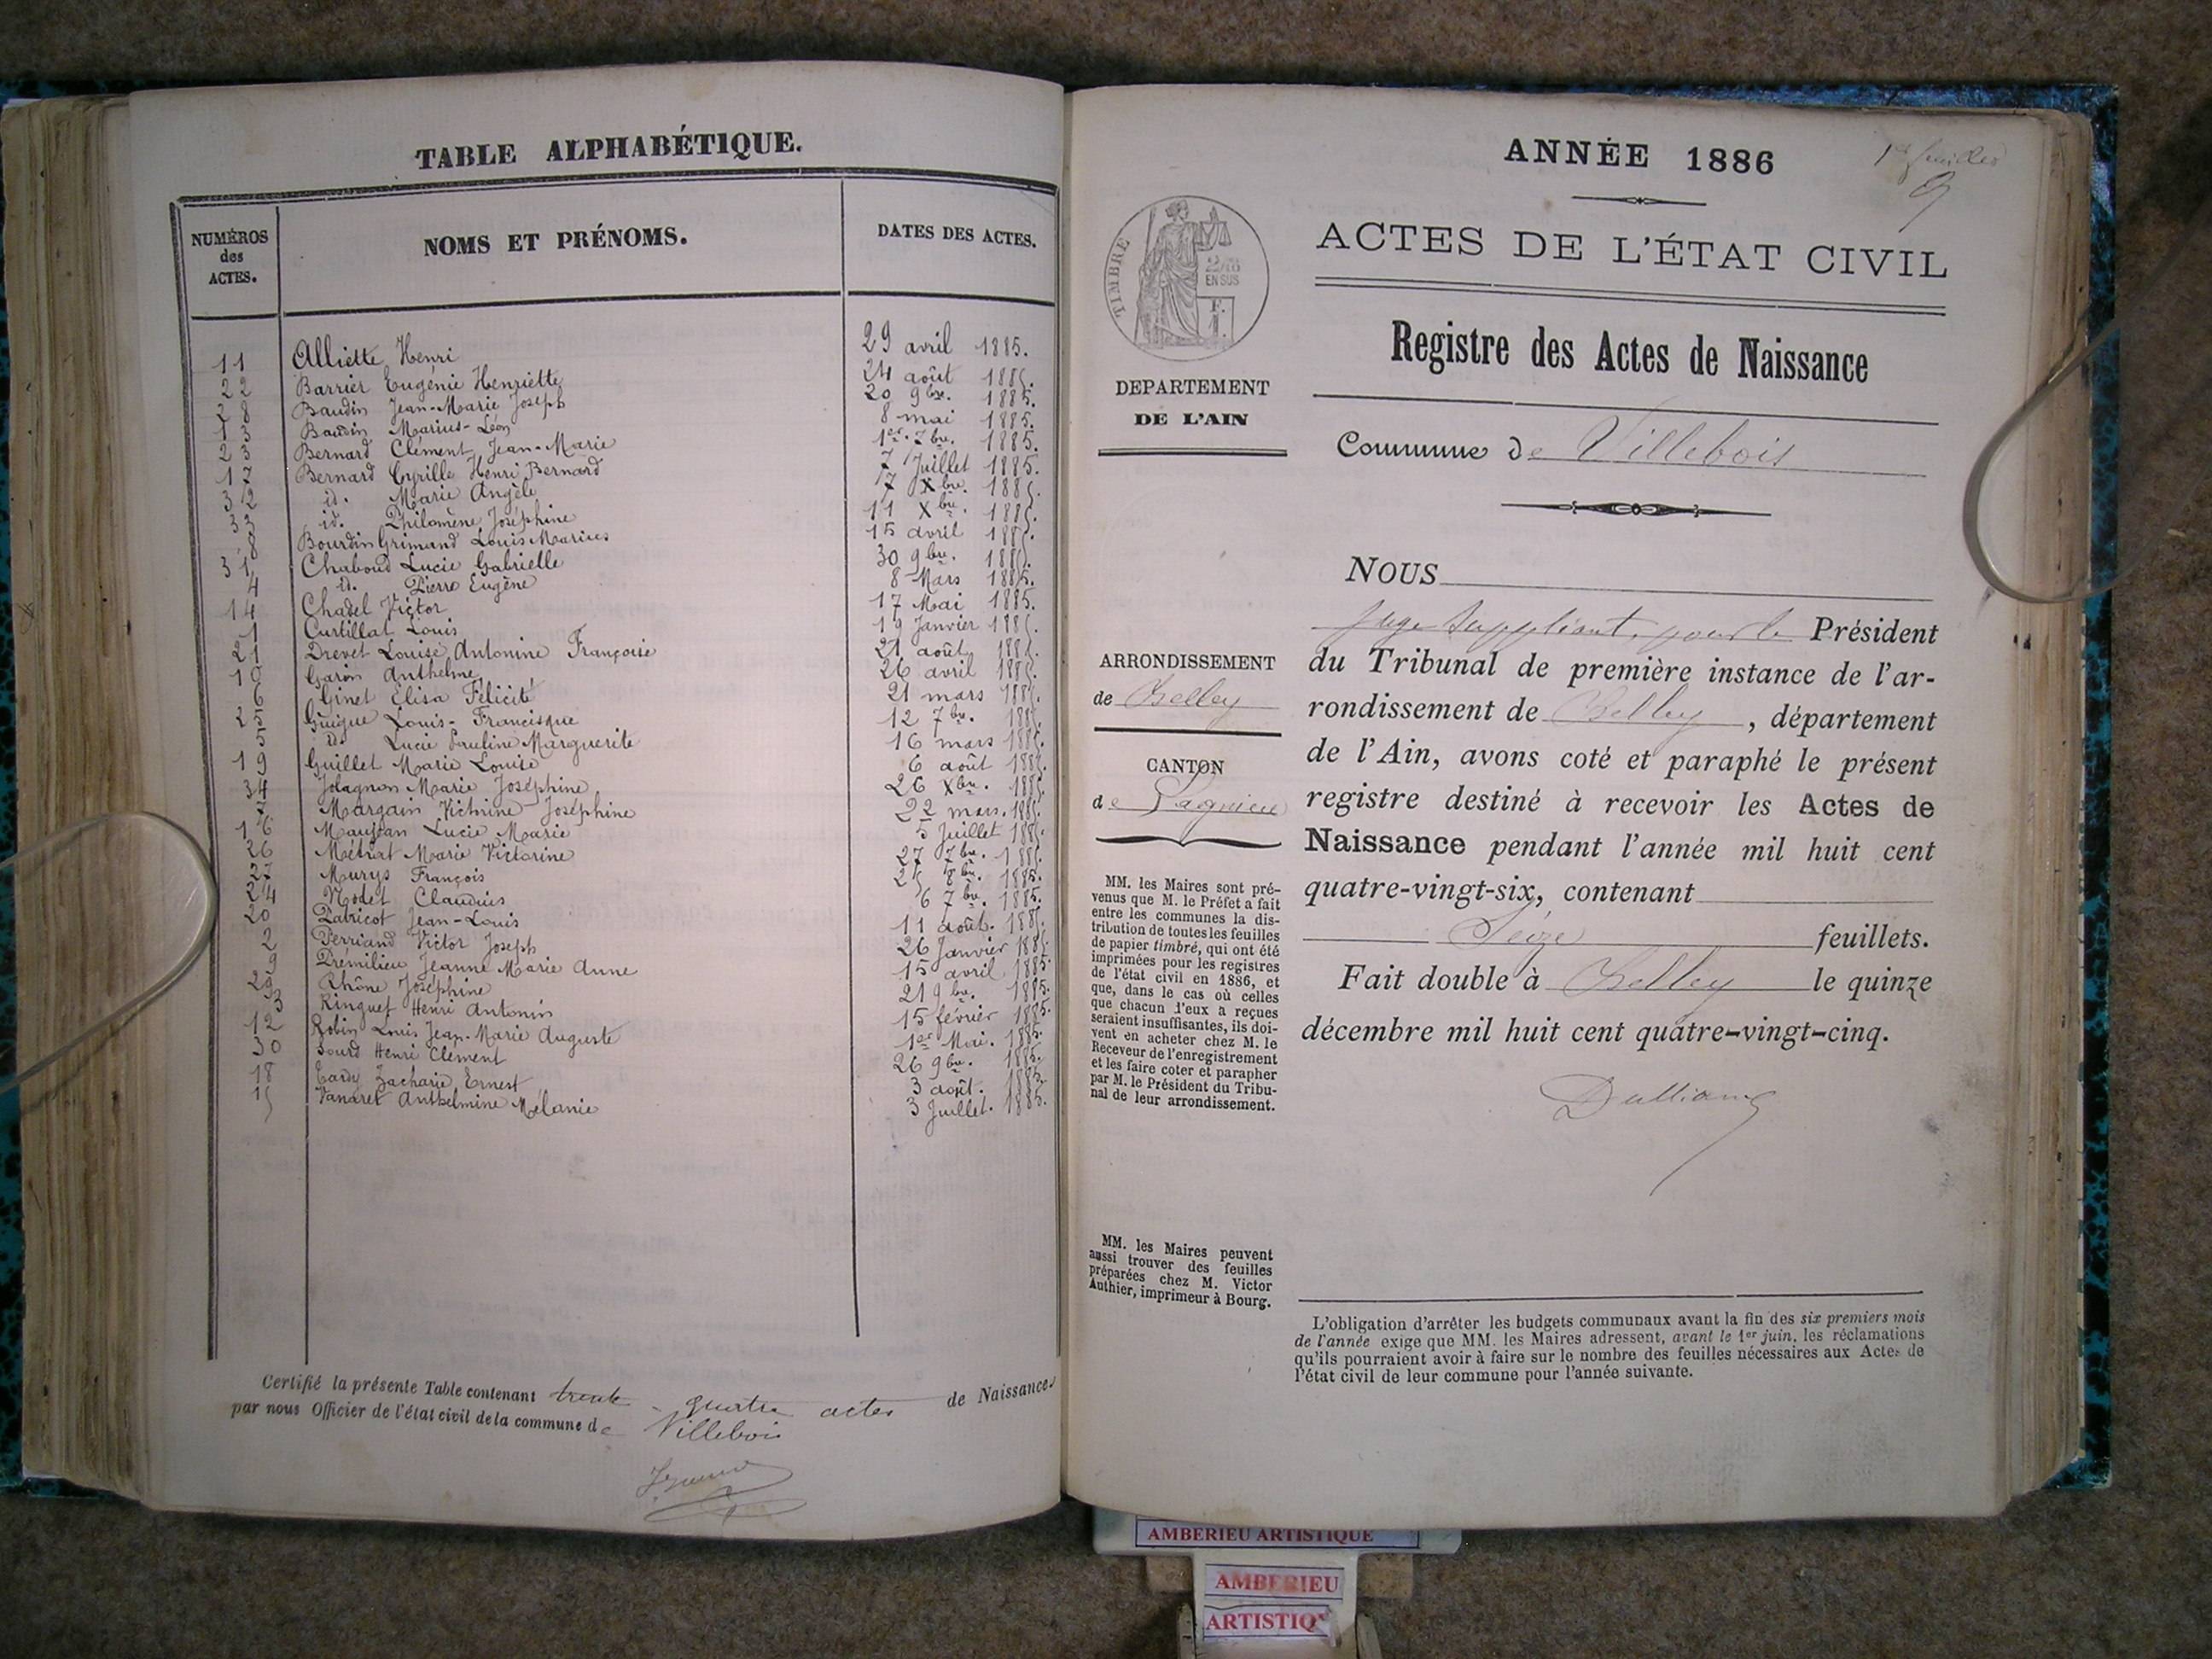 TABLE ALPHABÉTIQUE.
NUMÉROS des ACTES. NOMS ET PRÉNOMS. DATES DES ACTES.
11 Alliette Henri 29 avril 1885.
22 Barrier Eugénie Henriette 24 août 1885.
28 Baudin Jean-Marie Joseph 20 9bre. 1885.
13 Baudin Marius-Léon 8 mai 1885.
23 Bernard Clément Jean-Marie 1er. 7bre. 1885.
17 Bernard Cyrille Henri Bernard 7 Juillet 1885.
32 id. Marie Angèle 7 Xbre. 1885.
33 id. Philomène Joséphine 11 Xbre. 1885.
8 Bourdin Grimand Louis Marius 15 avril 1885.
31 Chaboud Lucie Gabrielle 30 9bre. 1885.
4 id. Pierre Eugène 8 Mars 1885.
14 Chadel Victor 17 Mai 1885.
1 Curtillat Louis 19 Janvier 1885.
21 Drevet Louise Antonine Françoise 21 août 1885.
10 Garon Anthelme 26 avril 1885.
6 Ginet Elisa Félicité 21 mars 1885.
25 Guigue Louis-Francisque 12 7bre. 1885.
5 id. Lucie Pauline Marguerite 16 mars 1885.
19 Guillet Marie Louise 6 août 1885.
34 Jolagnon Marie Joséphine 26 Xbre. 1885.
7 Margain Victorine Joséphine 22 mars. 1885.
16 Maujean Lucie Marie 5 Juillet 1885.
26 Métrat Marie Victorine 27 7bre. 1885.
27 Murys François 25 8bre. 1885.
24 Nodet Claudius 6 7bre. 1885.
20 Patricot Jean-Louis 11 août. 1885.
2 Perriand Victor Joseph 26 Janvier 1885.
9 Prémilieu Jeanne Marie Anne 15 avril 1885.
29 Rhône Joséphine 21 9bre. 1885.
3 Ringuet Henri Antonin 15 février 1885.
12 Robin Louis Jean-Marie Auguste 1er Mai. 1885.
30 Sourd Henri Clément 26 9bre. 1885.
18 Tardy Zacharie Ernest 3 août. 1885.
15 Vanaret Anthelmine Mélanie 3 Juillet. 1885.
Certifié la présente Table contenant trente-quatre actes de Naissances
par nous Officier de l'état civil de la commune de Villebois
ANNÉE 1886
ACTES DE L'ÉTAT CIVIL
Registre des Actes de Naissance
Commune de Villebois
TIMBRE
2/10
EN SUS
DEPARTEMENT
DE L'AIN
ARRONDISSEMENT
de Belley
CANTON
de Lagnieu
MM. les Maires sont pré-
venus que M. le Préfet a fait
entre les communes la dis-
tribution de toutes les feuilles
de papier timbré, qui ont été
imprimées pour les registres
de l'état civil en 1886, et
que, dans le cas où celles
que chacun d'eux a reçues
seraient insuffisantes, ils doi-
vent en acheter chez M. le
Receveur de l'enregistrement
et les faire coter et parapher
par M. le Président du Tribu-
nal de leur arrondissement.
MM. les Maires peuvent
aussi trouver des feuilles
préparées chez M. Victor
Authier, imprimeur à Bourg.
NOUS
Juge suppléant, pour le Président
du Tribunal de première instance de l'ar-
rondissement de Belley, département
de l'Ain, avons coté et paraphé le présent
registre destiné à recevoir les Actes de
Naissance pendant l'année mil huit cent
quatre-vingt-six, contenant
Seize feuillets.
Fait double à Belley le quinze
décembre mil huit cent quatre-vingt-cinq.
L'obligation d'arrêter les budgets communaux avant la fin des six premiers mois
de l'année exige que MM. les Maires adressent, avant le 1er juin, les réclamations
qu'ils pourraient avoir à faire sur le nombre des feuilles nécessaires aux Actes de
l'état civil de leur commune pour l'année suivante.
AMBERIEU ARTISTIQUE
AMBERIEU
ARTISTIQ